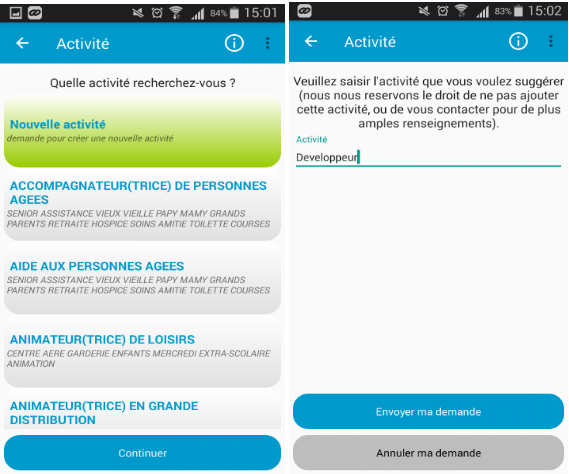 84% 15:01
Activité
Quelle activité recherchez-vous ?
Nouvelle activité
demande pour créer une nouvelle activité
ACCOMPAGNATEUR(TRICE) DE PERSONNES
AGEES
SENIOR ASSISTANCE VIEUX VIEILLE PAPY MAMY GRANDS
PARENTS RETRAITE HOSPICE SOINS AMITIE TOILETTE COURSES
AIDE AUX PERSONNES AGEES
SENIOR ASSISTANCE VIEUX VIEILLE PAPY MAMY GRANDS
PARENTS RETRAITE HOSPICE SOINS AMITIE TOILETTE COURSES
ANIMATEUR(TRICE) DE LOISIRS
CENTRE AERE GARDERIE ENFANTS MERCREDI EXTRA-SCOLAIRE
ANIMATION
ANIMATEUR(TRICE) EN GRANDE
DISTRIBUTION
Continuer
83% 15:02
Activité
Veuillez saisir l'activité que vous voulez suggérer
(nous nous reservons le droit de ne pas ajouter
cette activité, ou de vous contacter pour de plus
amples renseignements).
Activité
Developpeur
Envoyer ma demande
Annuler ma demande